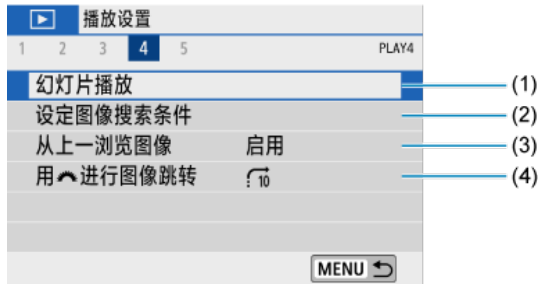 播放设置
1 2 3 4 5 PLAY4
幻灯片播放 (1)
设定图像搜索条件 (2)
从上一浏览图像 启用 (3)
用进行图像跳转 10 (4)
MENU